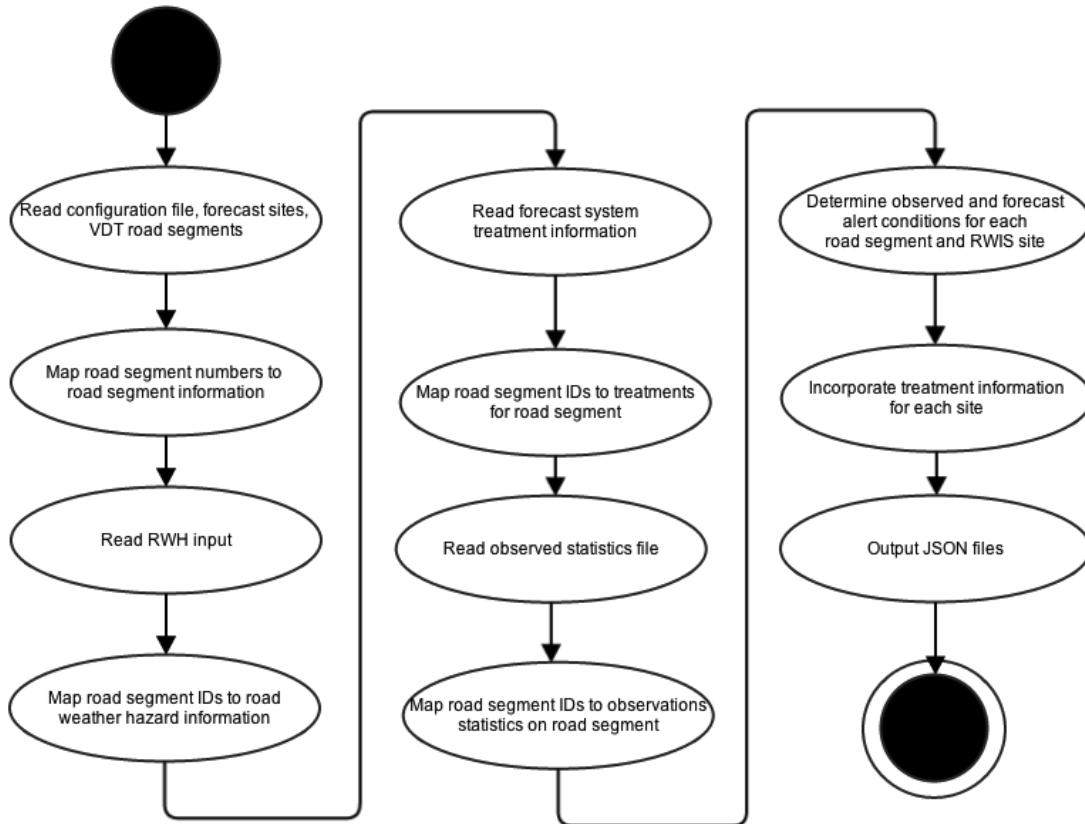 Read configuration file, forecast sites,
VDT road segments
Map road segment numbers to
road segment information
Read RWH input
Map road segment IDs to road
weather hazard information
Read forecast system
treatment information
Map road segment IDs to treatments
for road segment
Read observed statistics file
Map road segment IDs to observations
statistics on road segment
Determine observed and forecast
alert conditions for each
road segment and RWIS site
Incorporate treatment information
for each site
Output JSON files